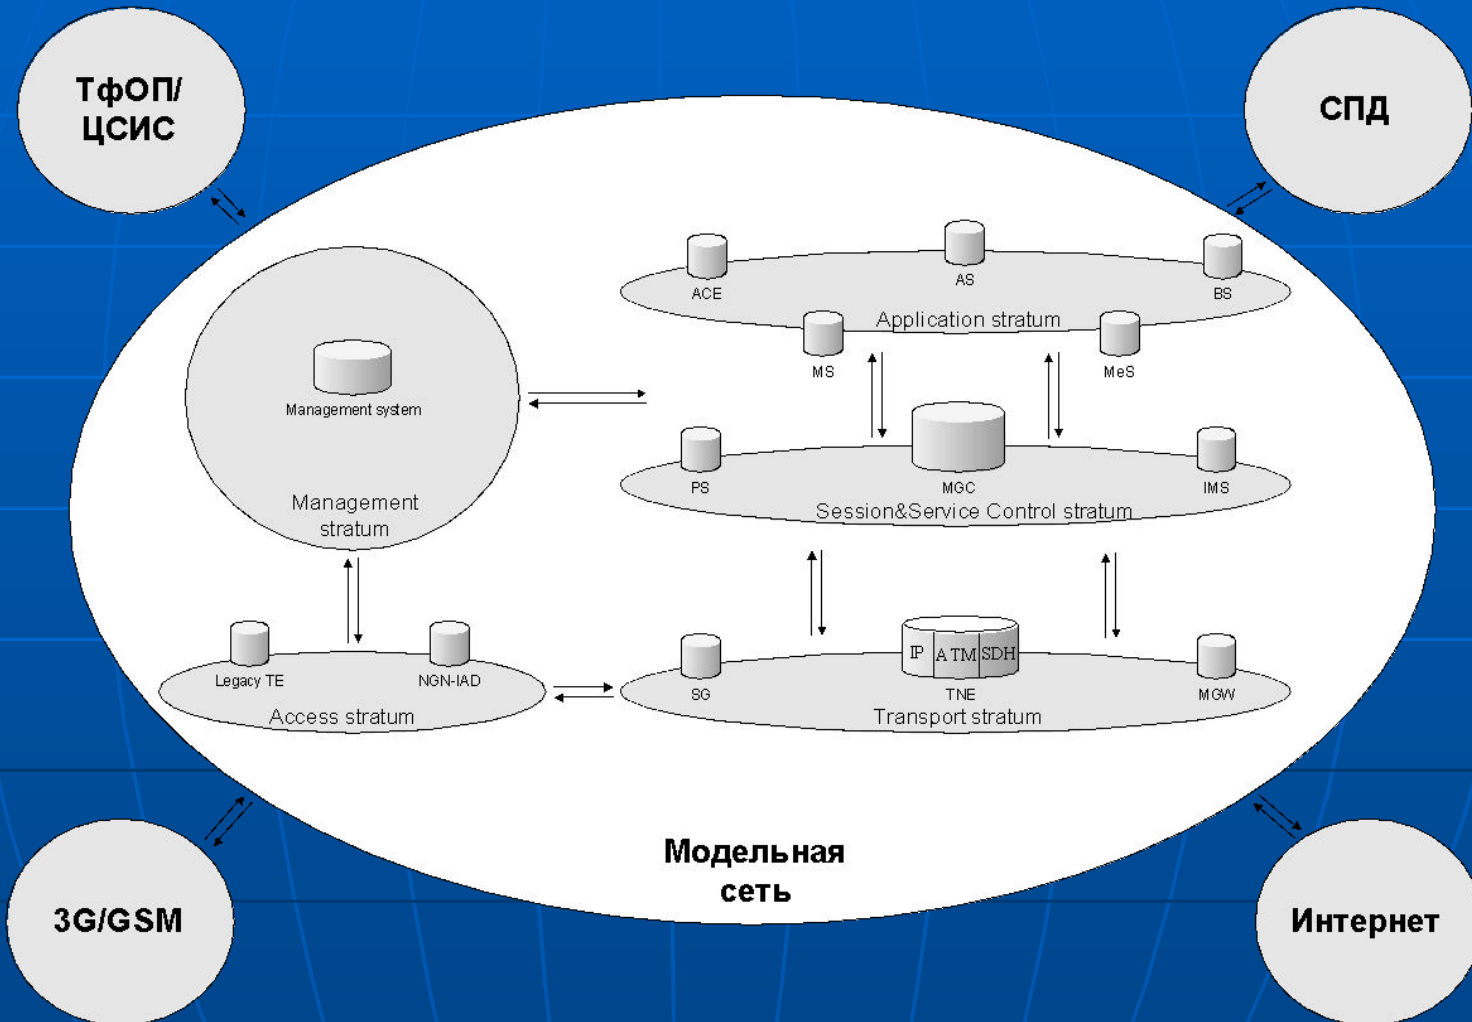 ТфОП/
ЦСИС
СПД
ACE
AS
BS
Application stratum
MS
MeS
Management system
Management
stratum
PS
MGC
IMS
Session&Service Control stratum
Legacy TE
NGN-IAD
Access stratum
IP
ATM
SDH
SG
TNE
MGW
Transport stratum
Модельная
сеть
3G/GSM
Интернет